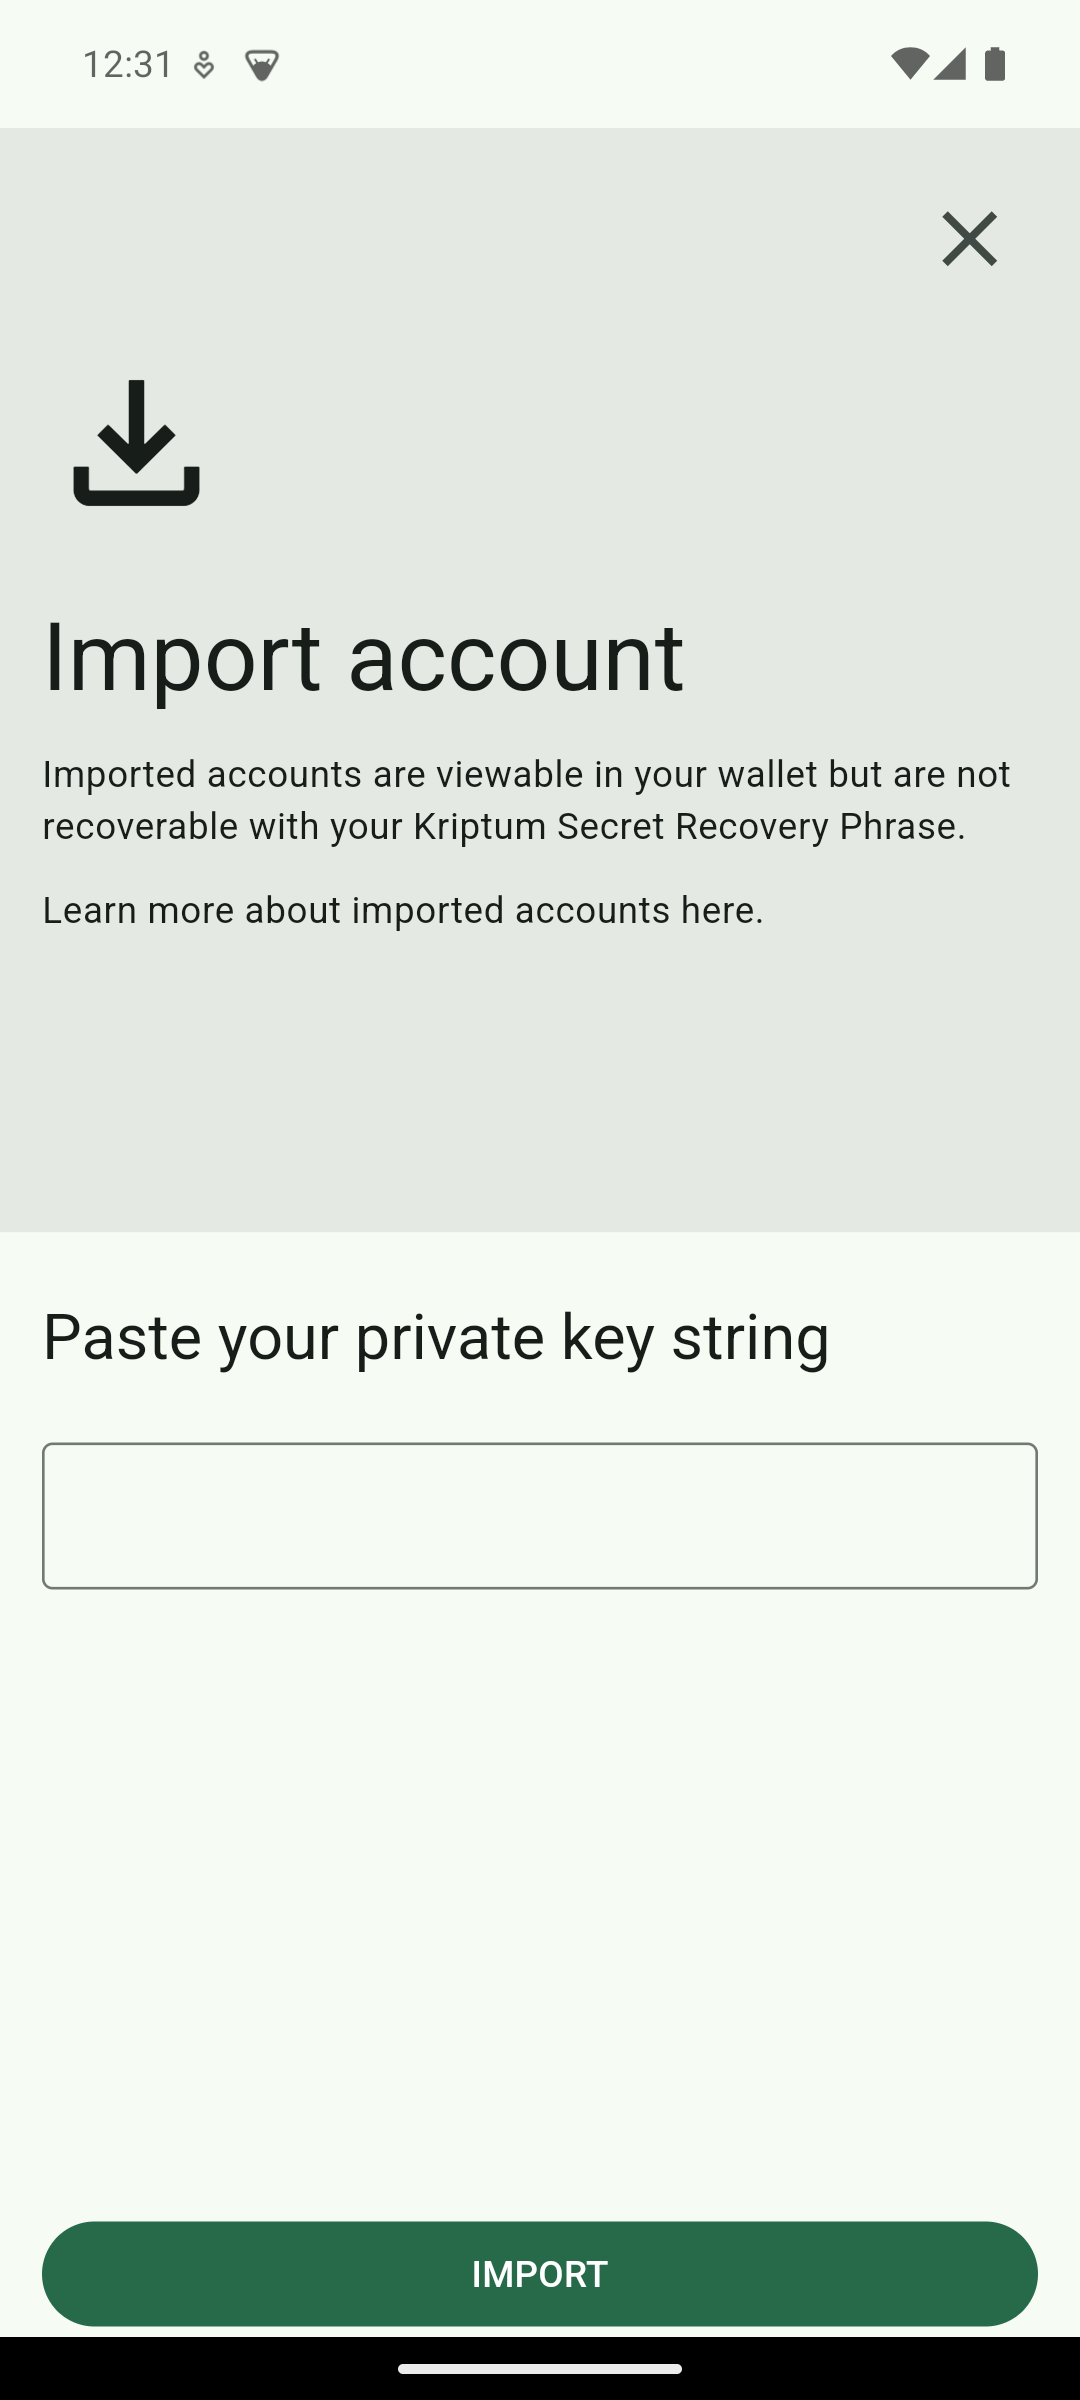 12:31
Import account
Imported accounts are viewable in your wallet but are not
recoverable with your Kriptum Secret Recovery Phrase.
Learn more about imported accounts here.
Paste your private key string
IMPORT